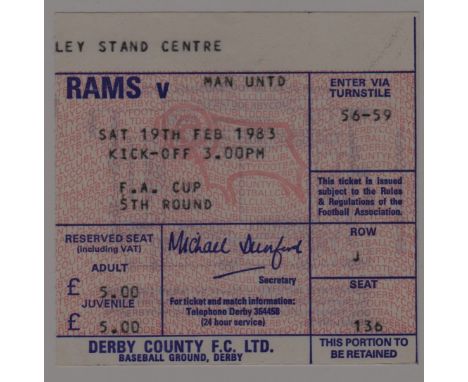 LEY STAND CENTRE
RAMS v MAN UNTD
ENTER VIA
TURNSTILE
56-59
SAT 19TH FEB 1983
KICK-OFF 3.00PM
F.A. CUP
5TH ROUND
This ticket is issued
subject to the Rules
& Regulations of the
Football Association.
RESERVED SEAT
(including VAT)
ADULT
£ 5.00
JUVENILE
£ 5.00
Michael Dunford
Secretary
For ticket and match information:
Telephone Derby 364458
(24 hour service)
ROW
J
SEAT
136
DERBY COUNTY F.C. LTD.
BASEBALL GROUND, DERBY
THIS PORTION TO
BE RETAINED